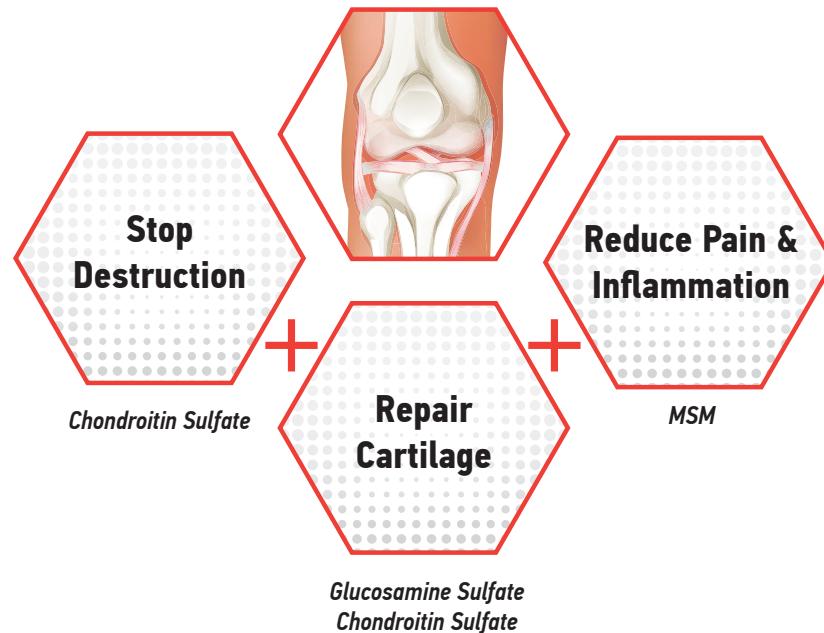 Stop
Destruction
Chondroitin Sulfate
+
Repair
Cartilage
Glucosamine Sulfate
Chondroitin Sulfate
+
Reduce Pain &
Inflammation
MSM